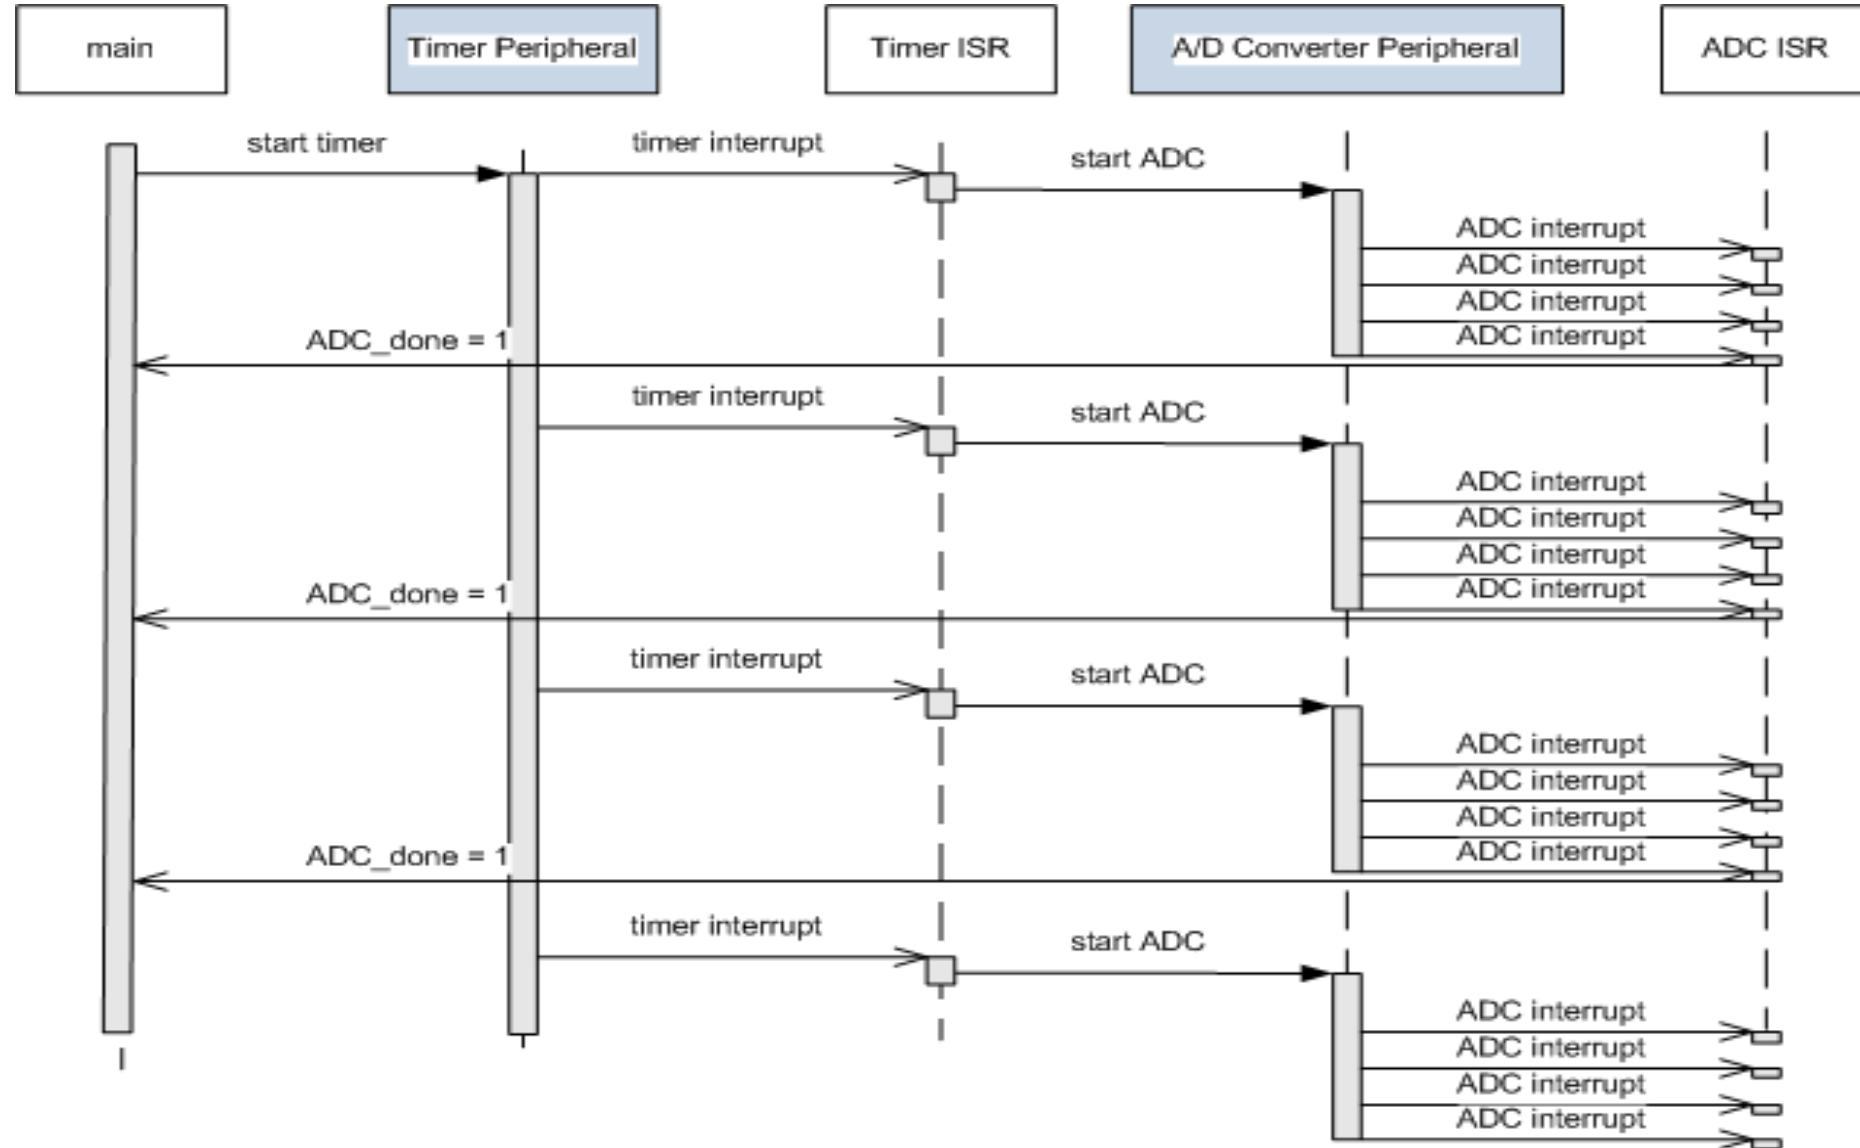 main
Timer Peripheral
Timer ISR
A/D Converter Peripheral
ADC ISR
start timer
timer interrupt
start ADC
ADC interrupt
ADC interrupt
ADC interrupt
ADC interrupt
ADC_done = 1
timer interrupt
start ADC
ADC interrupt
ADC interrupt
ADC interrupt
ADC interrupt
ADC_done = 1
timer interrupt
start ADC
ADC interrupt
ADC interrupt
ADC interrupt
ADC interrupt
ADC_done = 1
timer interrupt
start ADC
ADC interrupt
ADC interrupt
ADC interrupt
ADC interrupt